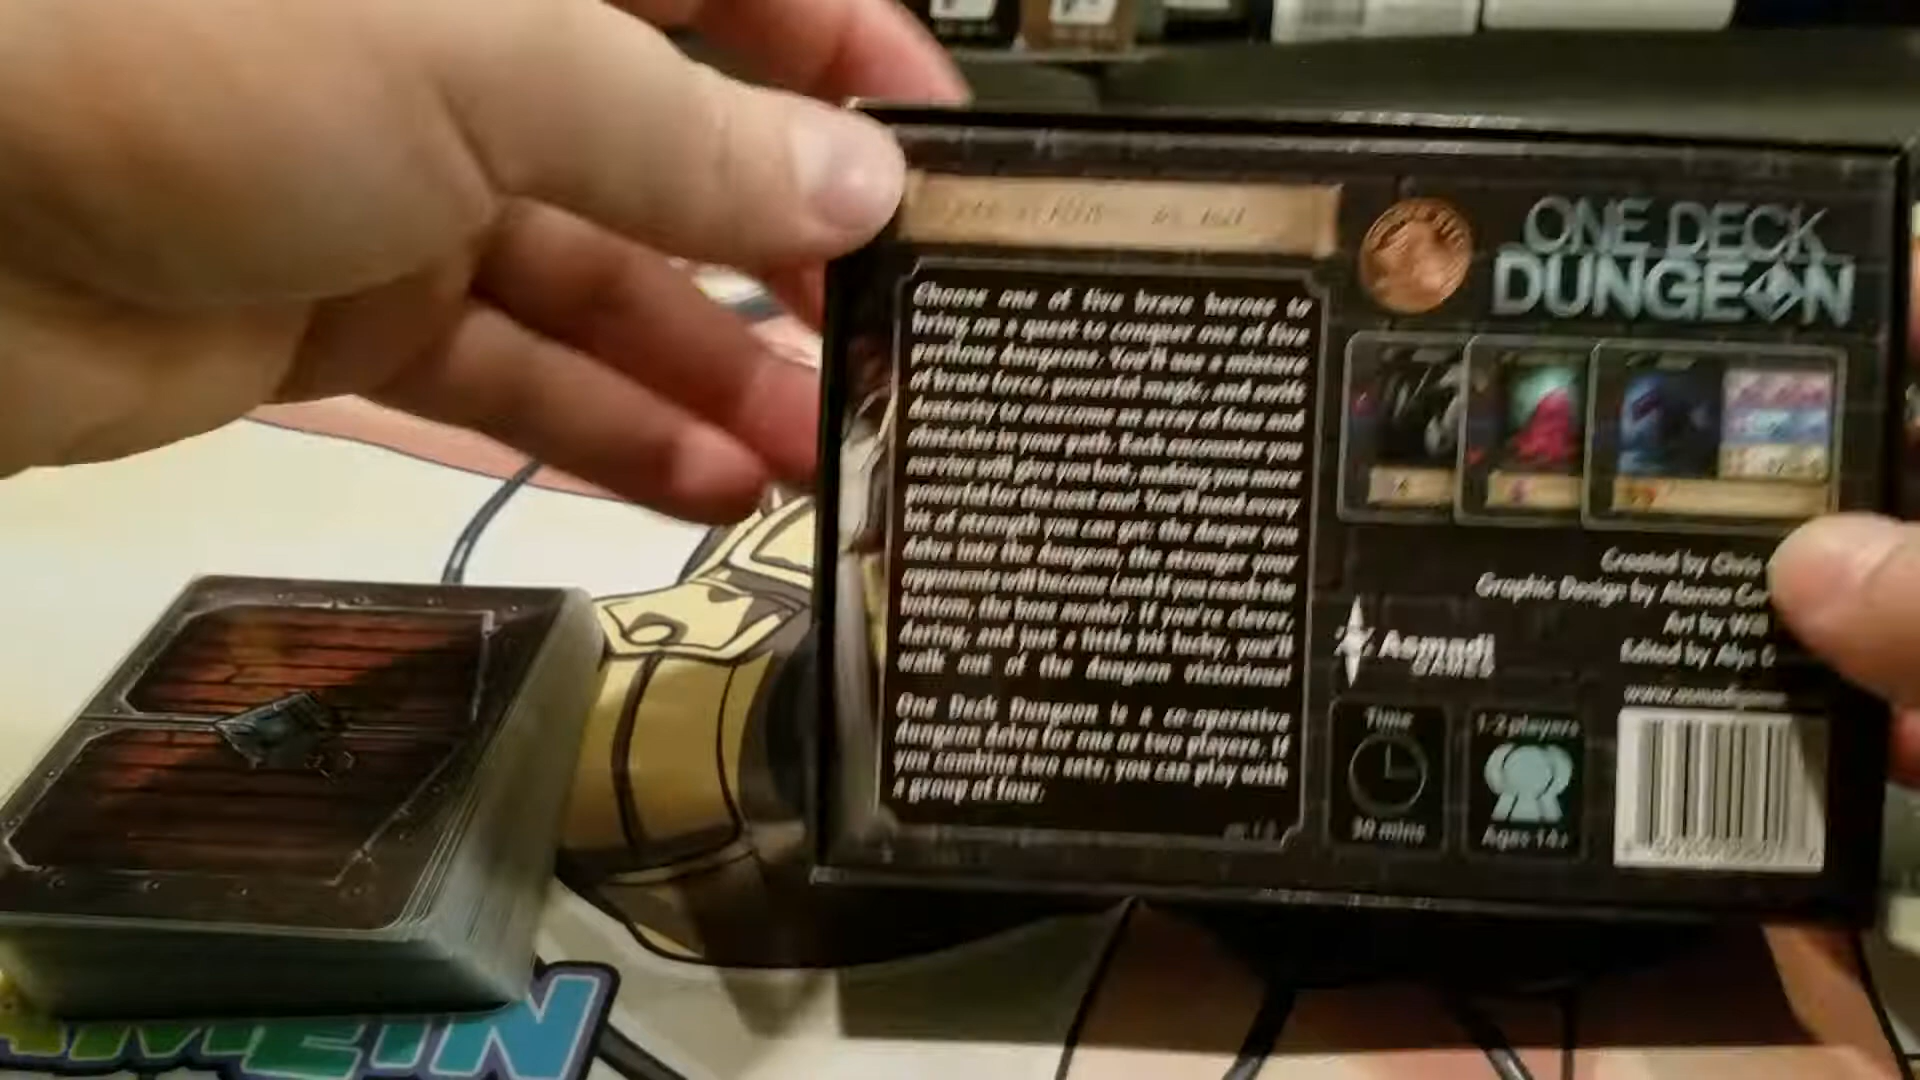 ONE DECK
DUNGEON
Choose one of five brave heroes to
bring on a quest to conquer one of five
perilous dungeons. You'll use a mixture
of brute force, powerful magic, and swift
dexterity to overcome an array of foes and
obstacles in your path. Each encounter you
survive will give you loot, making you more
powerful for the next one! You'll need every
bit of strength you can get; the deeper you
delve into the dungeon, the stronger your
opponents will become (and if you reach the
bottom, the boss awaits). If you're clever,
daring, and just a little bit lucky, you'll
walk out of the dungeon victorious!
One Deck Dungeon is a co-operative
dungeon delve for one or two players. If
you combine two sets, you can play with
a group of four.
Created by Chris
Graphic Design by Alanna
Art by Will
Edited by Alys C
Asmadi
GAMES
Time
30 mins
1-2 players
Ages 14+